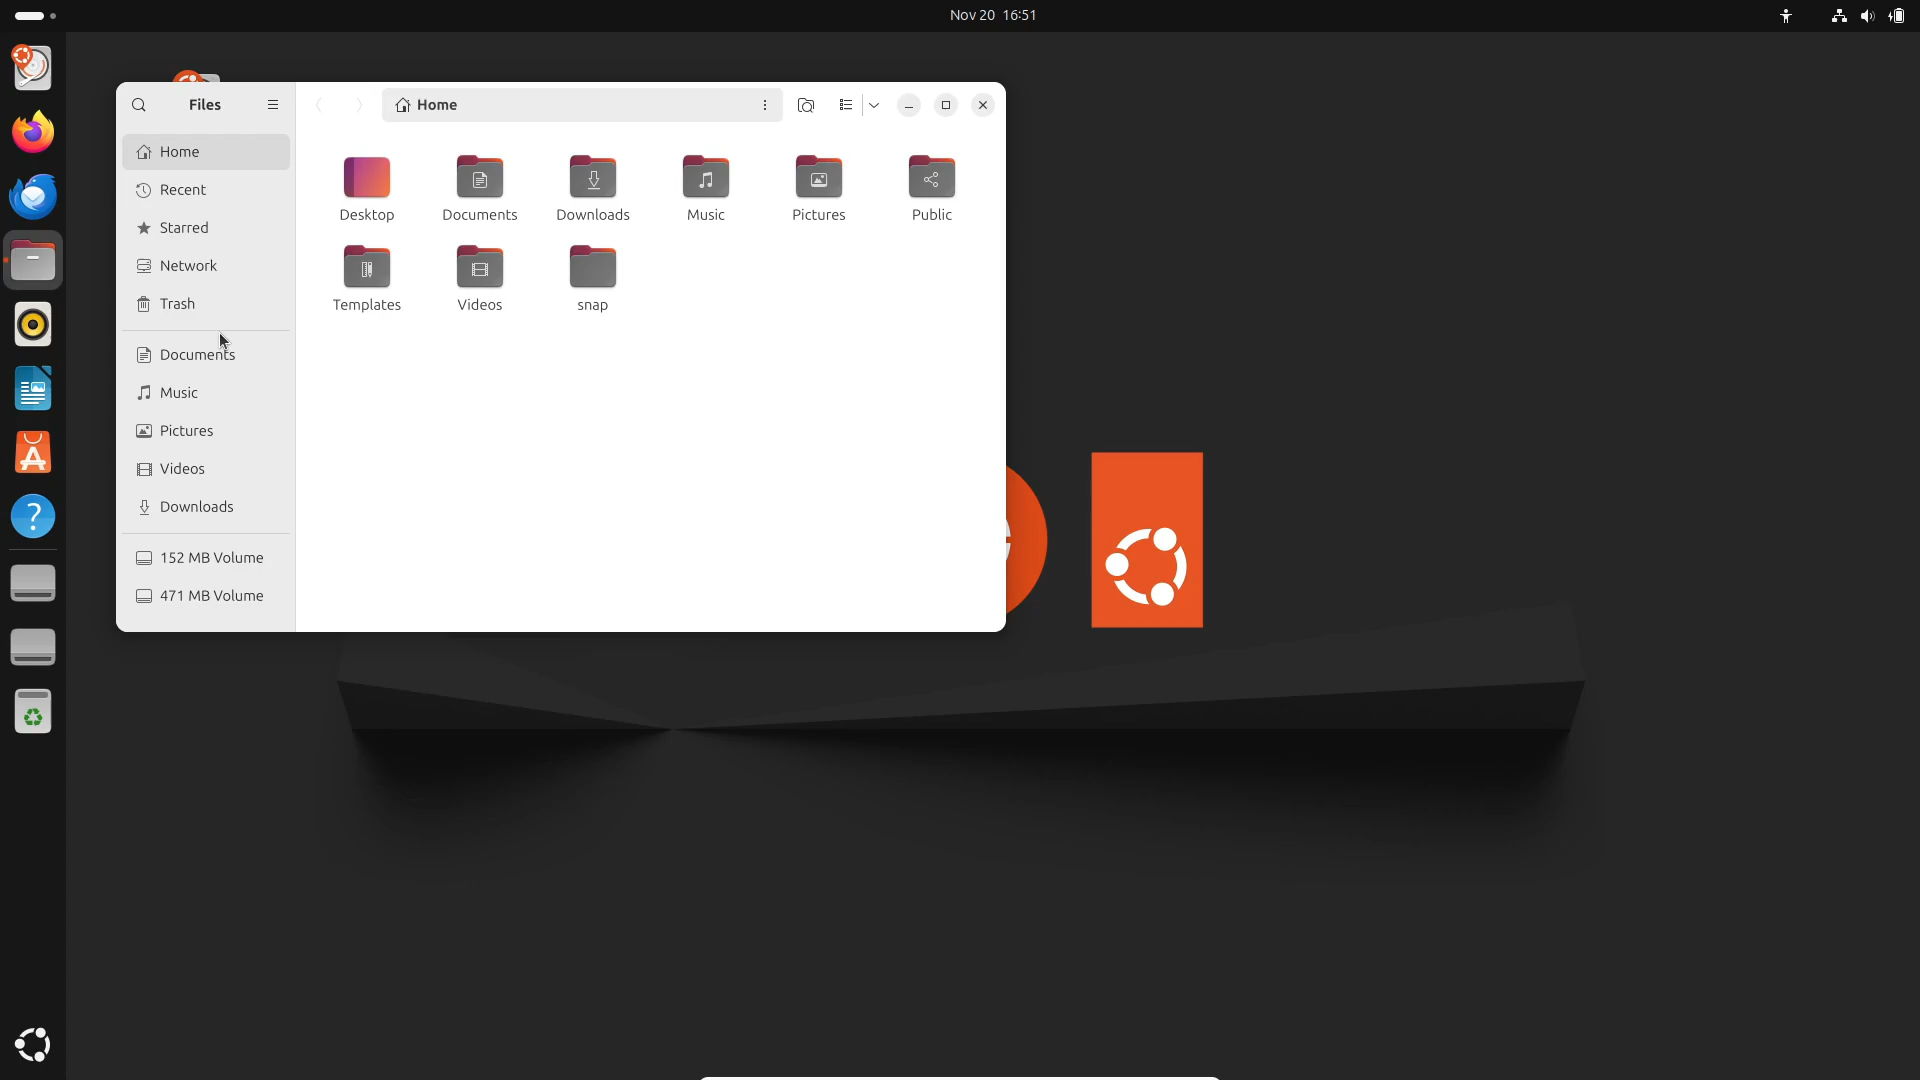 Nov 20 16:51
Files
Home
Home
Recent
Starred
Network
Trash
Documents
Music
Pictures
Videos
Downloads
152 MB Volume
471 MB Volume
Desktop
Documents
Downloads
Music
Pictures
Public
Templates
Videos
snap